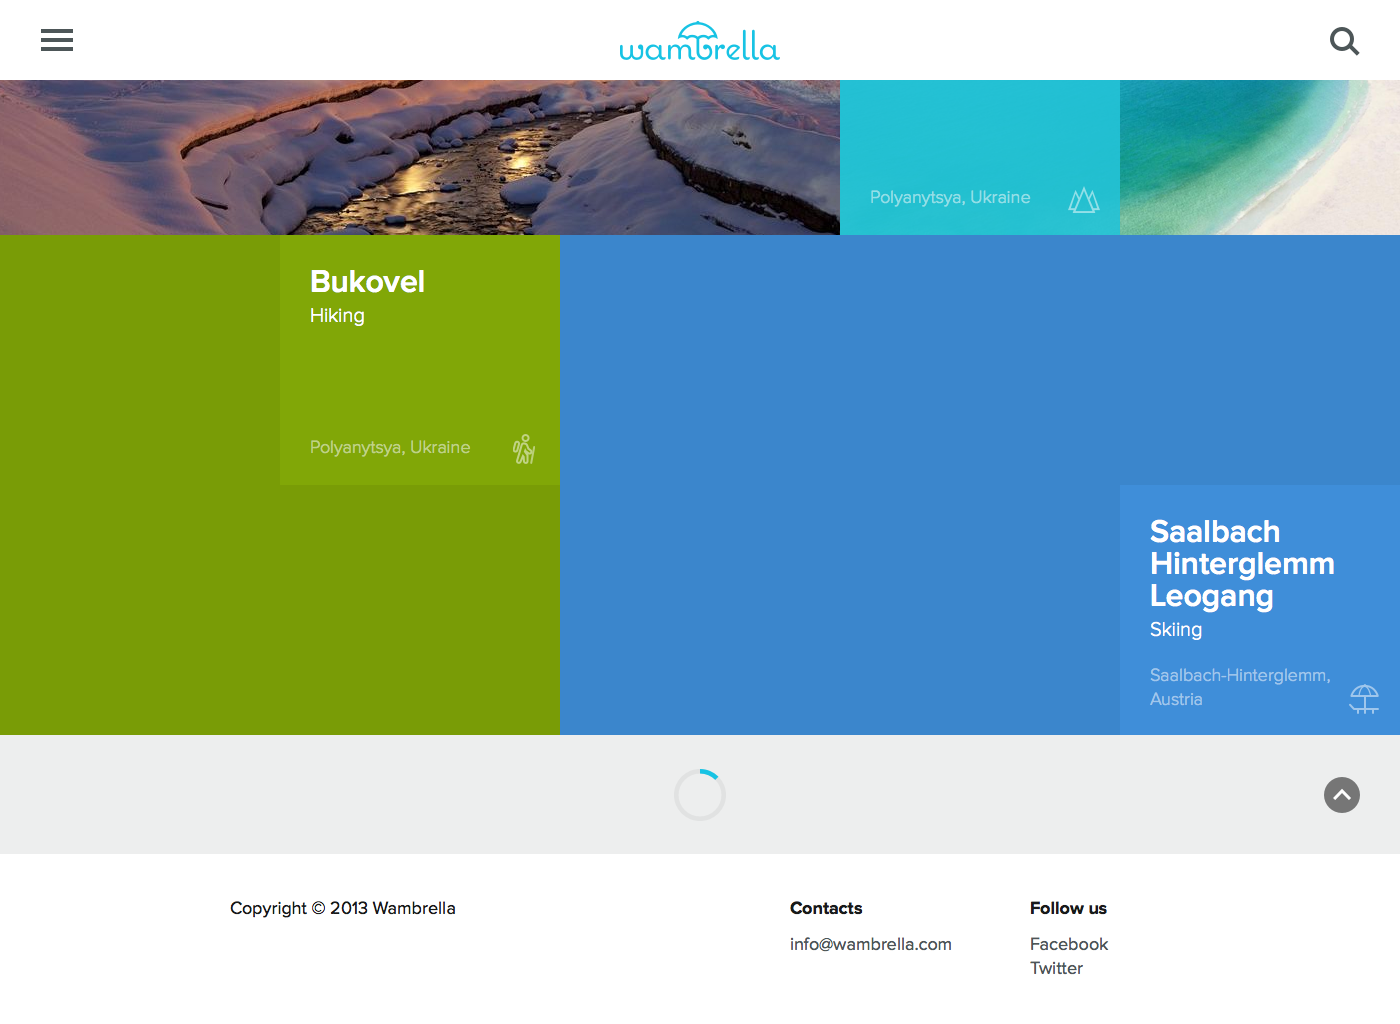 wambrella
Polyanytsya, Ukraine
Bukovel
Hiking
Polyanytsya, Ukraine
Saalbach
Hinterglemm
Leogang
Skiing
Saalbach-Hinterglemm,
Austria
Copyright © 2013 Wambrella
Contacts
info@wambrella.com
Follow us
Facebook
Twitter